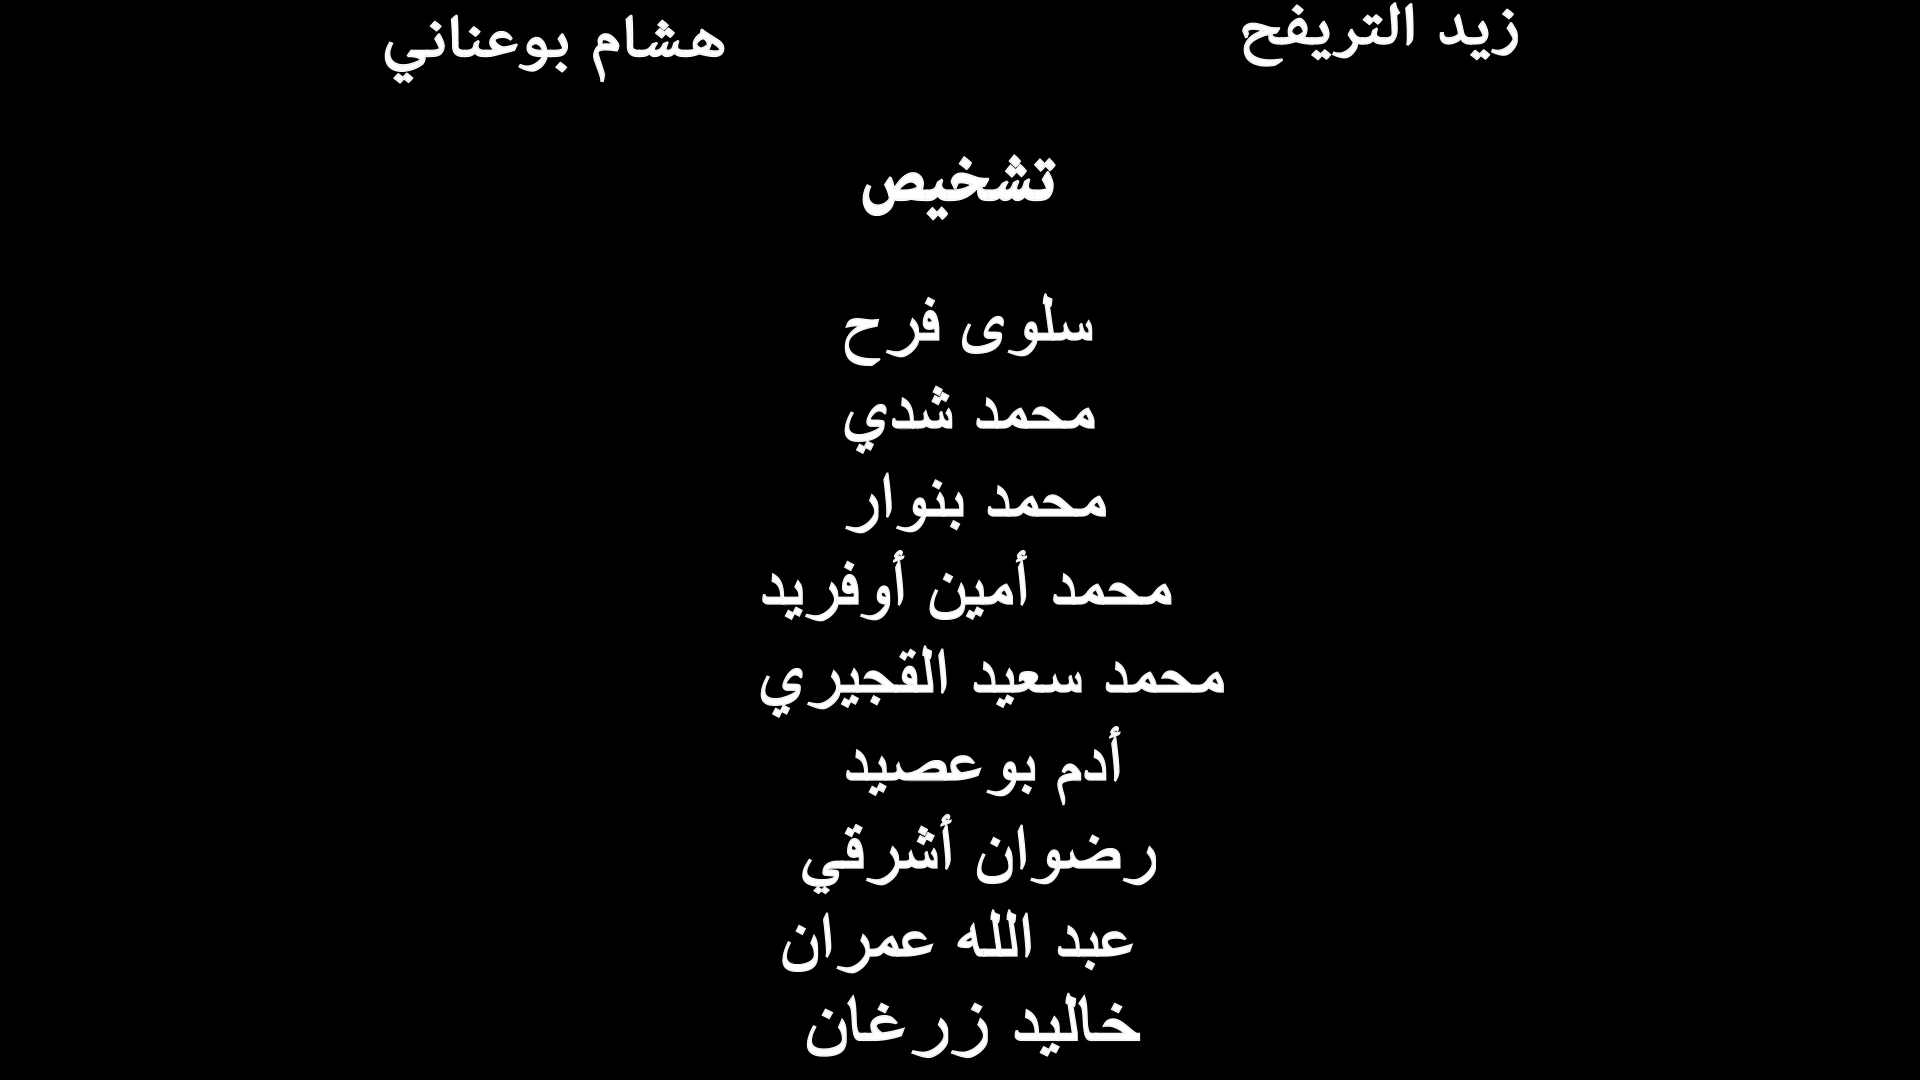 زيد التريفح
هشام بوعناني
تشخيص
سلوى فرح
محمد شدي
محمد بنوار
محمد أمين أوفريد
محمد سعيد القجيري
أدم بوعصيد
رضوان أشرقي
عبد الله عمران
خاليد زرغان